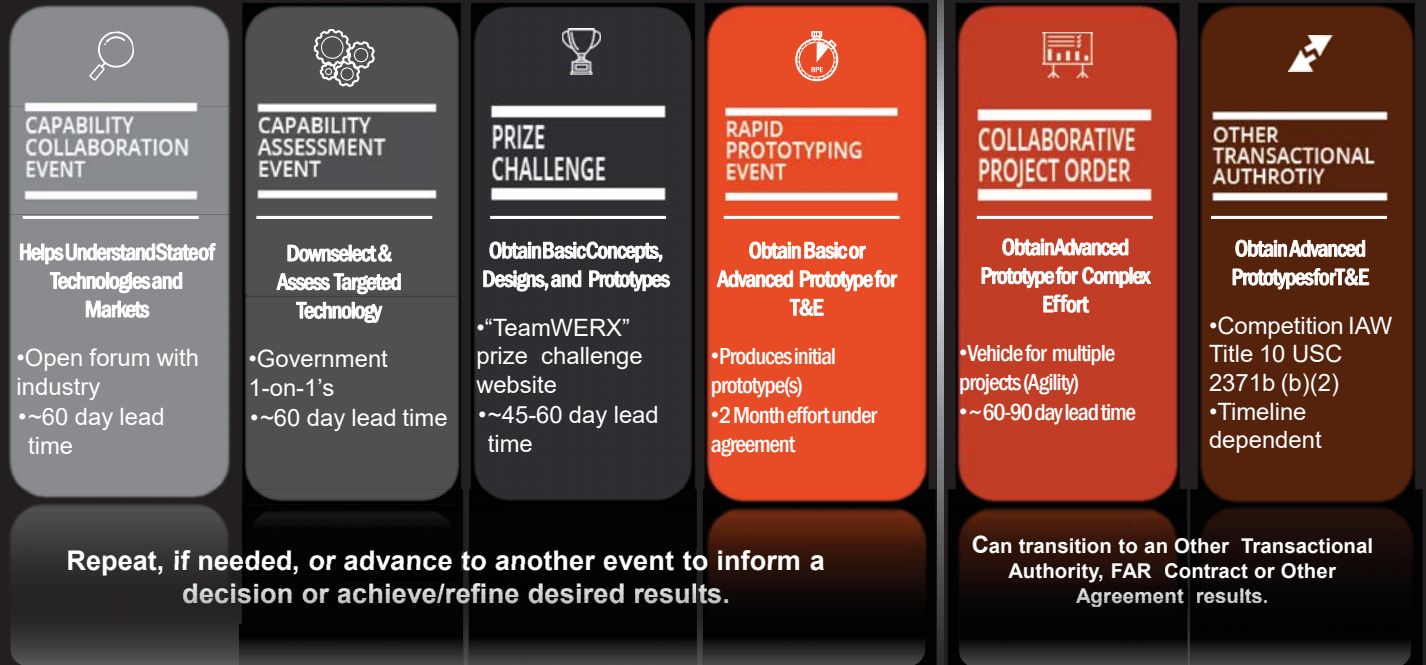 CAPABILITY
COLLABORATION
EVENT
Helps Understand State of
Technologies and
Markets
•Open forum with
industry
•~60 day lead
time
CAPABILITY
ASSESSMENT
EVENT
Downselect &
Assess Targeted
Technology
•Government
1-on-1's
•~60 day lead time
PRIZE
CHALLENGE
Obtain Basic Concepts,
Designs, and Prototypes
•“TeamWERX”
prize challenge
website
•~45-60 day lead
time
RPE
RAPID
PROTOTYPING
EVENT
Obtain Basic or
Advanced Prototype for
T&E
•Produces initial
prototype(s)
•2 Month effort under
agreement
COLLABORATIVE
PROJECT ORDER
Obtain Advanced
Prototype for Complex
Effort
•Vehicle for multiple
projects (Agility)
•~ 60-90 day lead time
OTHER
TRANSACTIONAL
AUTHROTIY
Obtain Advanced
Prototypes for T&E
•Competition IAW
Title 10 USC
2371b (b)(2)
•Timeline
dependent
Repeat, if needed, or advance to another event to inform a
decision or achieve/refine desired results.
Can transition to an Other Transactional
Authority, FAR Contract or Other
Agreement results.